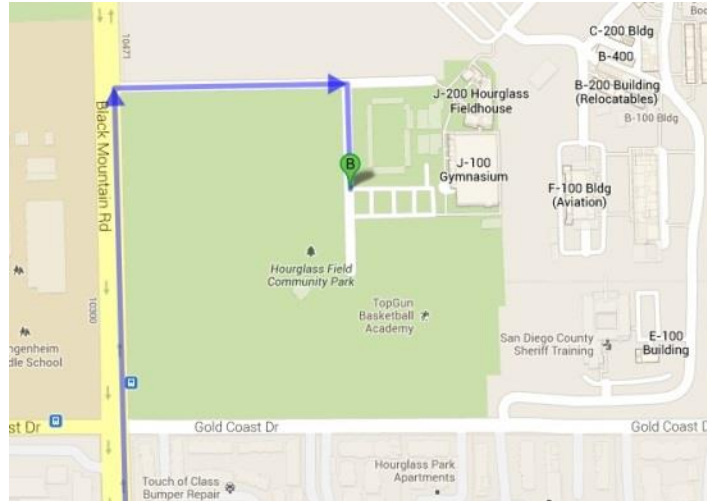 10471
Black Mountain Rd
10300
C-200 Bldg
B-400
B-200 Building
(Relocatables)
B-100 Bldg
J-200 Hourglass
Fieldhouse
J-100
Gymnasium
F-100 Bldg
(Aviation)
B
Hourglass Field
Community Park
TopGun
Basketball
Academy
San Diego County
Sheriff Training
E-100
Building
ngenheim
dle School
st Dr
Gold Coast Dr
Gold Coast D
Touch of Class
Bumper Repair
Hourglass Park
Apartments